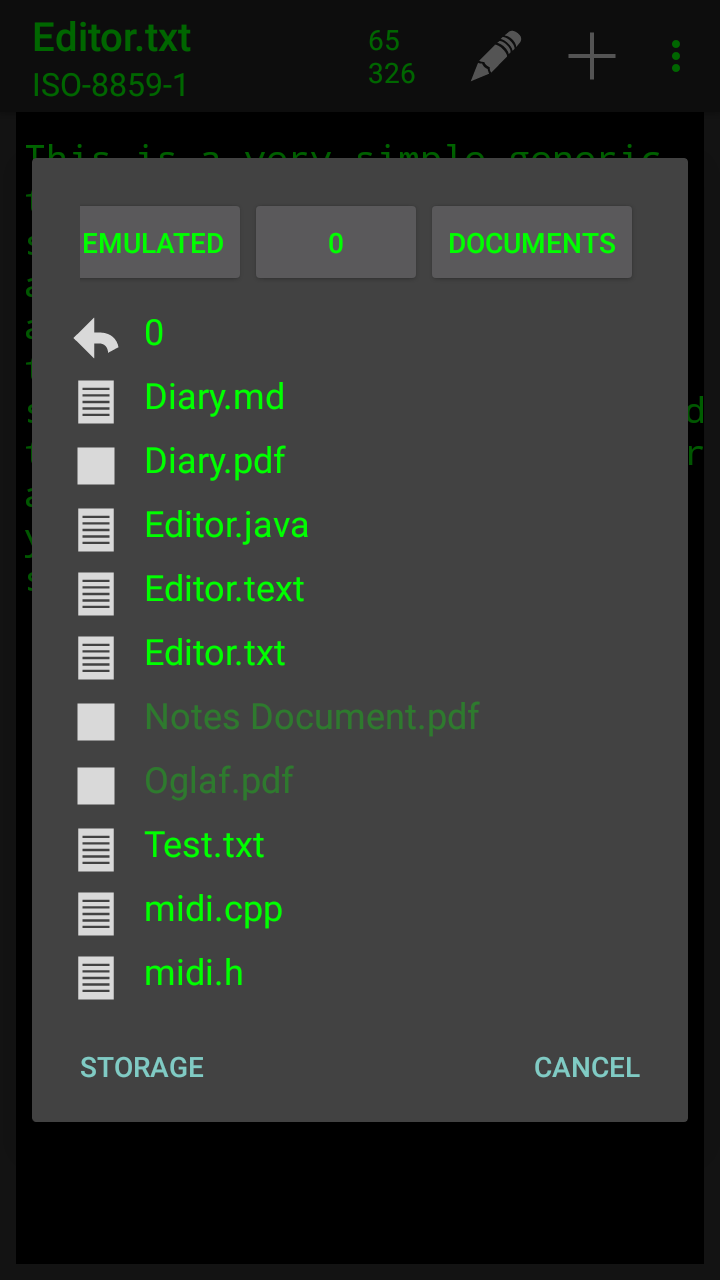 Editor.txt
ISO-8859-1
65
326
EMULATED
0
DOCUMENTS
0
Diary.md
Diary.pdf
Editor.java
Editor.text
Editor.txt
Notes Document.pdf
Oglaf.pdf
Test.txt
midi.cpp
midi.h
STORAGE
CANCEL